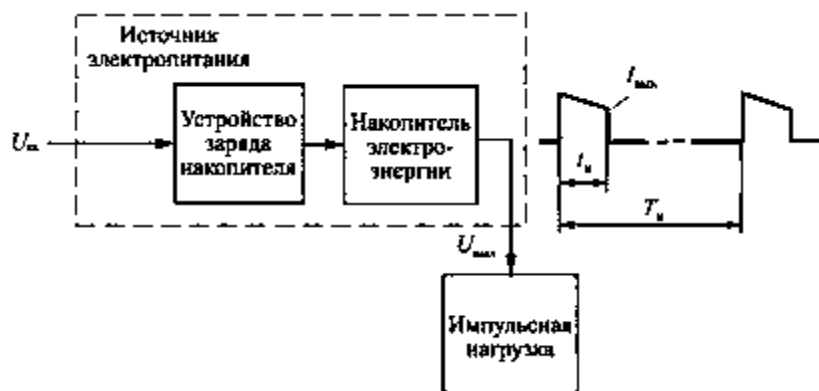 Источник
электропитания
Устройство
заряда
накопителя
Накопитель
электро-
энергии
U
I
t
T
U
Импульсная
нагрузка